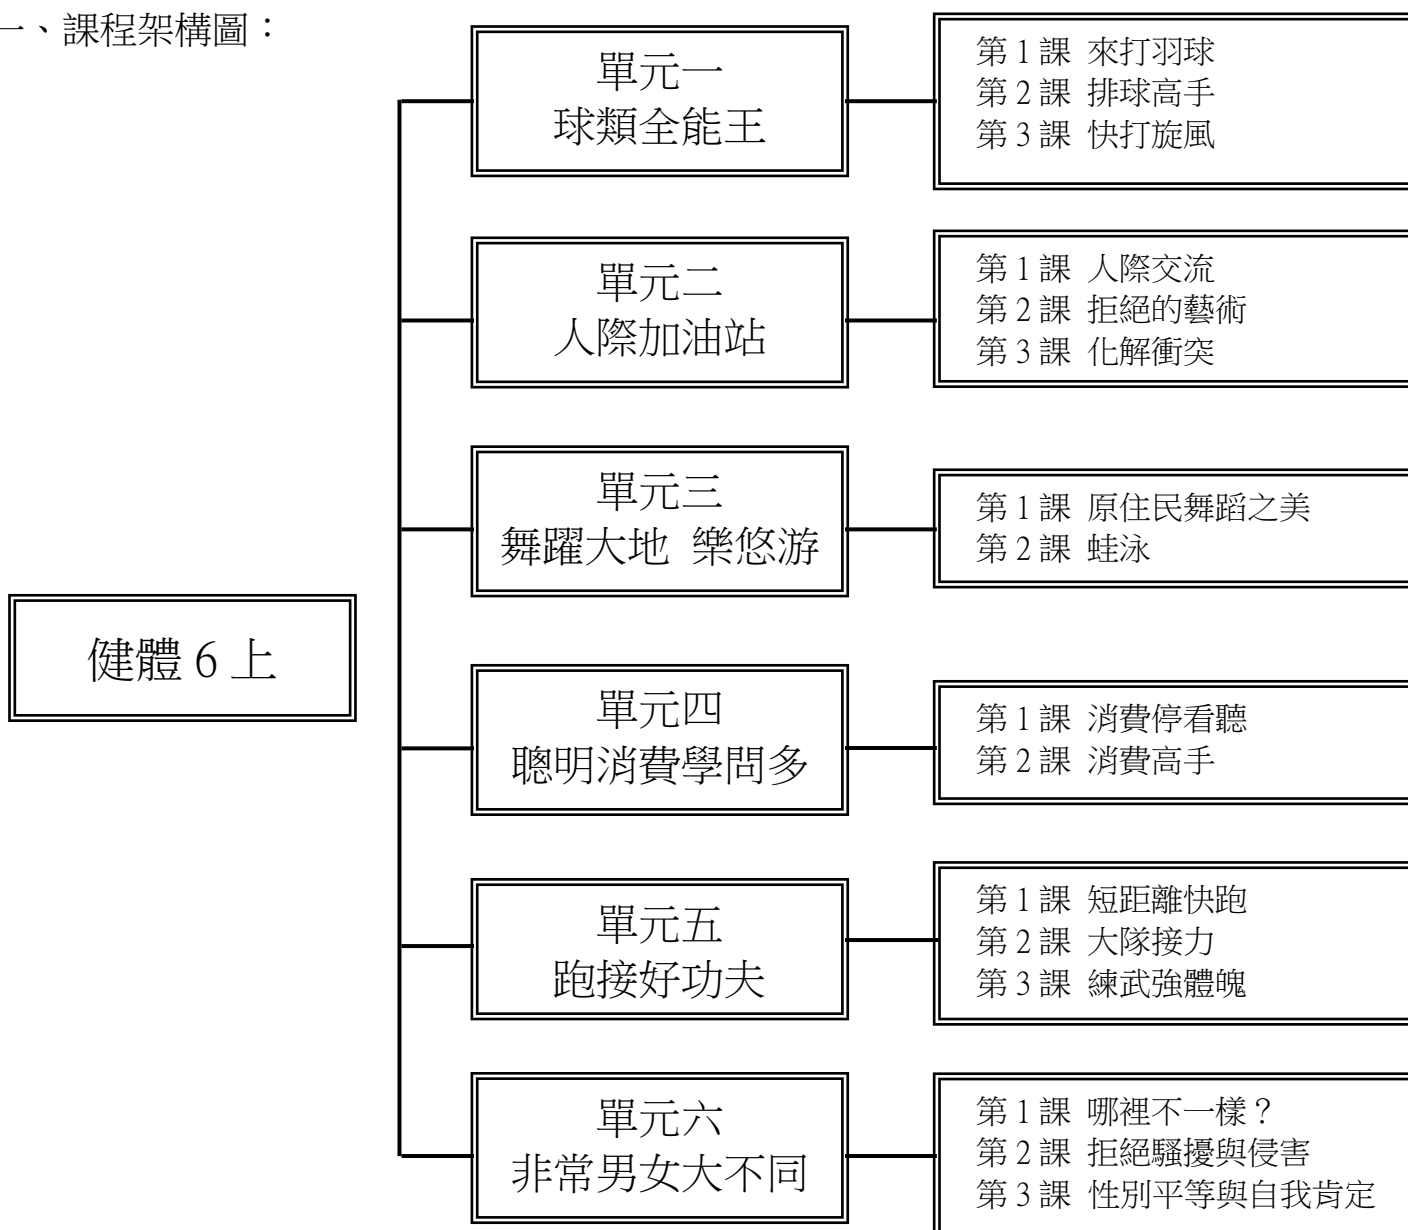 一、課程架構圖：
健體 6 上
單元一
球類全能王
第 1 課 來打羽球
第 2 課 排球高手
第 3 課 快打旋風
單元二
人際加油站
第 1 課 人際交流
第 2 課 拒絕的藝術
第 3 課 化解衝突
單元三
舞躍大地 樂悠游
第 1 課 原住民舞蹈之美
第 2 課 蛙泳
單元四
聰明消費學問多
第 1 課 消費停看聽
第 2 課 消費高手
單元五
跑接好功夫
第 1 課 短距離快跑
第 2 課 大隊接力
第 3 課 練武強體魄
單元六
非常男女大不同
第 1 課 哪裡不一樣？
第 2 課 拒絕騷擾與侵害
第 3 課 性別平等與自我肯定